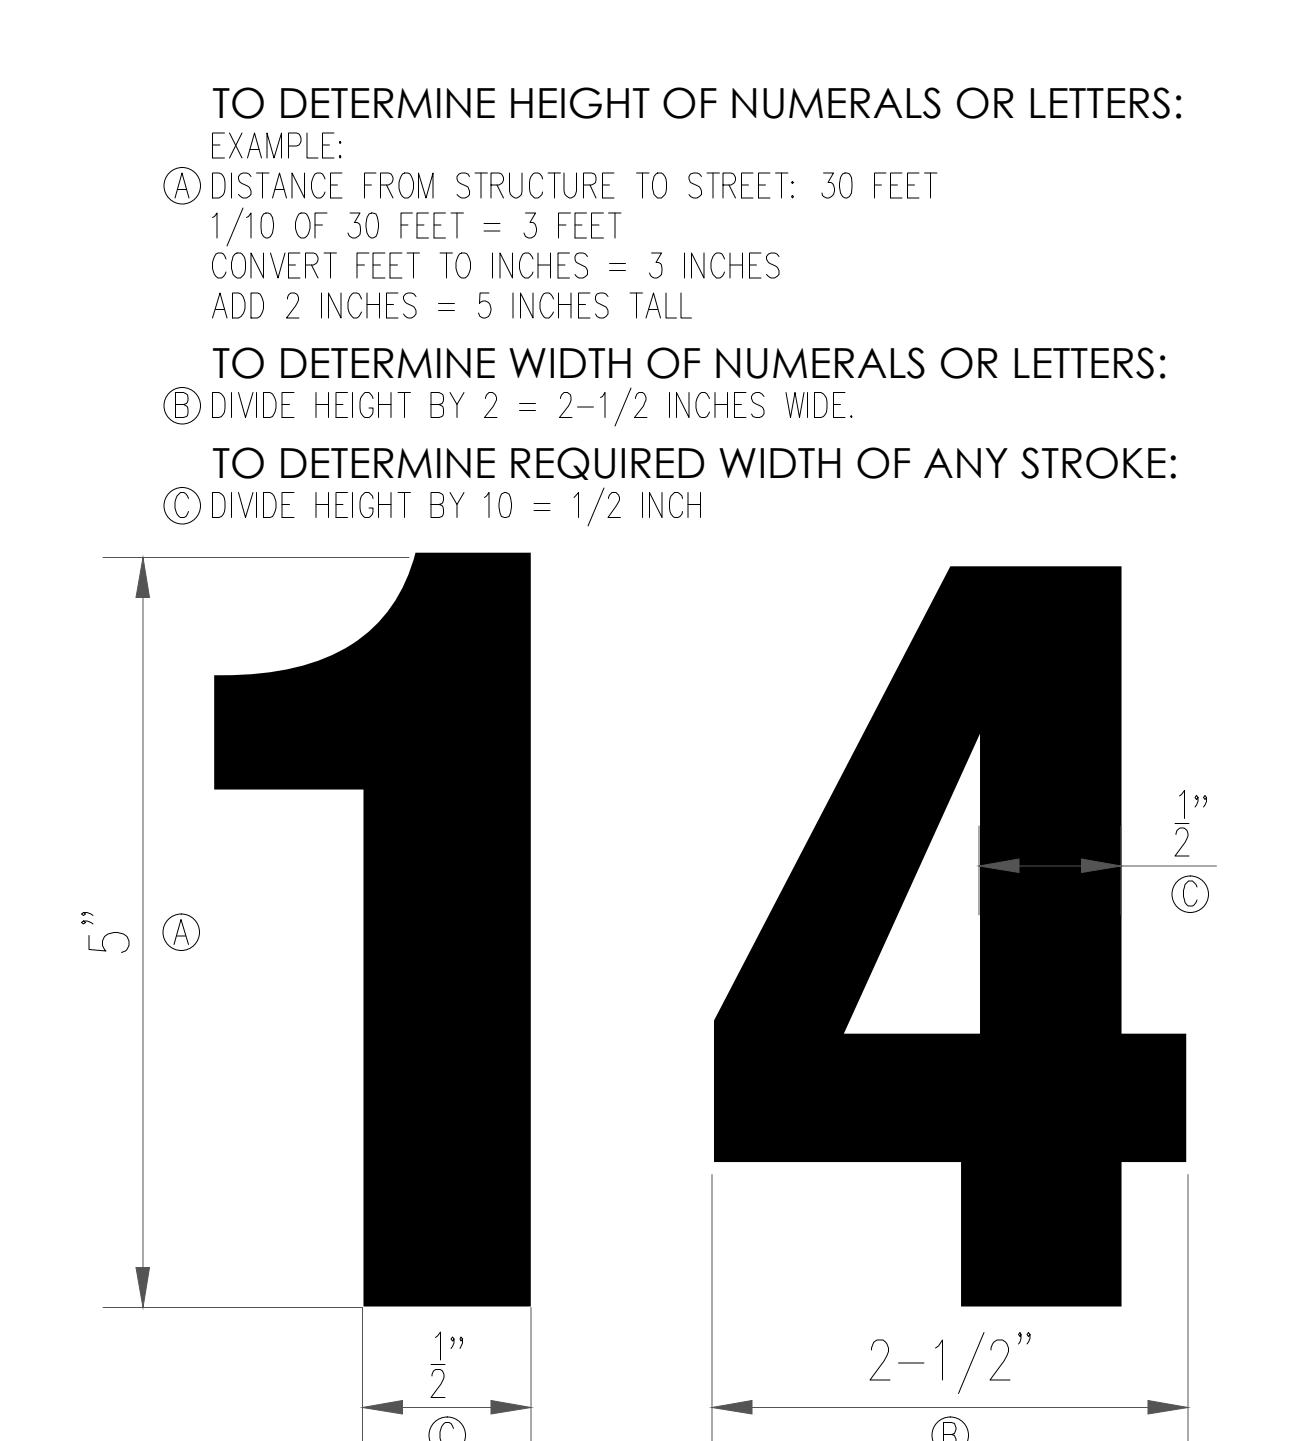 TO DETERMINE HEIGHT OF NUMERALS OR LETTERS:
EXAMPLE:
Ⓐ DISTANCE FROM STRUCTURE TO STREET: 30 FEET
1/10 OF 30 FEET = 3 FEET
CONVERT FEET TO INCHES = 3 INCHES
ADD 2 INCHES = 5 INCHES TALL
TO DETERMINE WIDTH OF NUMERALS OR LETTERS:
Ⓑ DIVIDE HEIGHT BY 2 = 2-1/2 INCHES WIDE.
TO DETERMINE REQUIRED WIDTH OF ANY STROKE:
Ⓒ DIVIDE HEIGHT BY 10 = 1/2 INCH
14
5”
Ⓐ
1/2”
Ⓒ
1/2”
Ⓒ
2-1/2”
Ⓑ